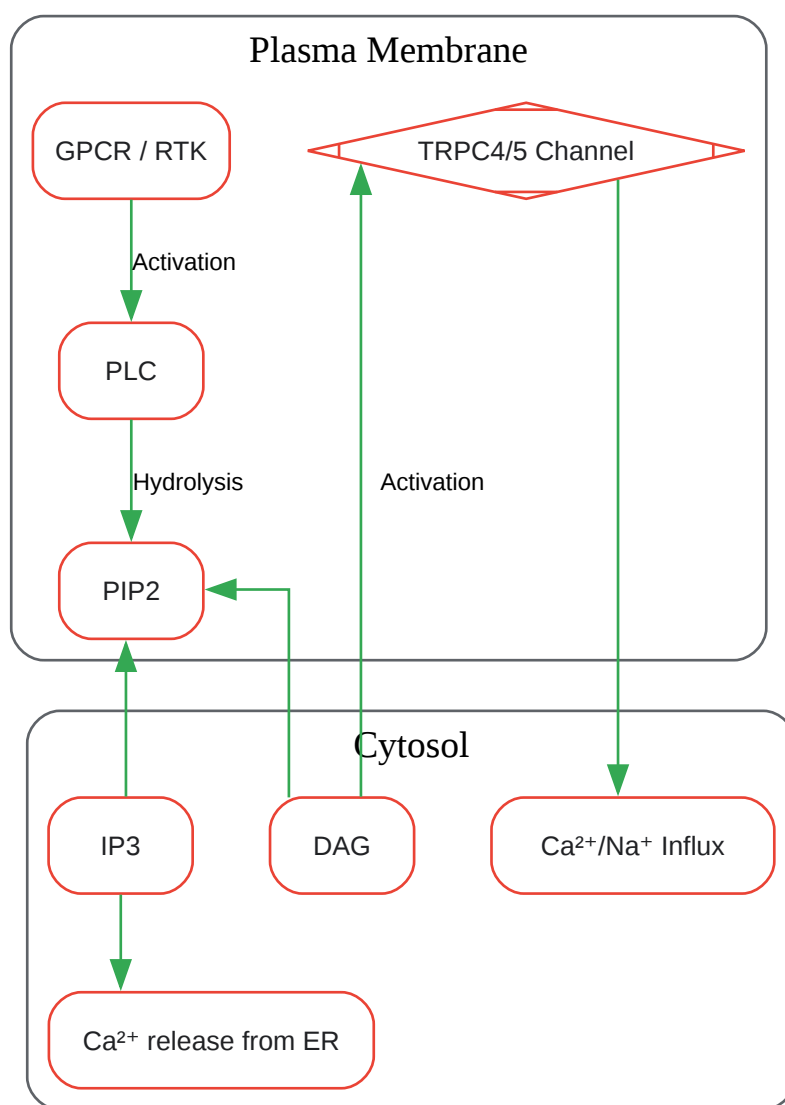 Plasma Membrane
GPCR / RTK
TRPC4/5 Channel
Activation
PLC
Hydrolysis
Activation
PIP2
Cytosol
IP3
DAG
Ca²⁺/Na⁺ Influx
Ca²⁺ release from ER